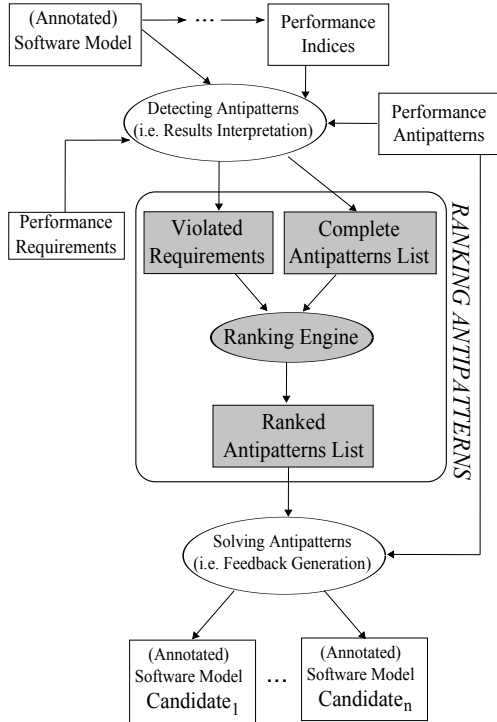 (Annotated)
Software Model
...
Performance
Indices
Detecting Antipatterns
(i.e. Results Interpretation)
Performance
Antipatterns
Performance
Requirements
Violated
Requirements
Complete
Antipatterns List
RANKING ANTIPATTERNS
Ranking Engine
Ranked
Antipatterns List
Solving Antipatterns
(i.e. Feedback Generation)
(Annotated)
Software Model
Candidate1
...
(Annotated)
Software Model
Candidaten